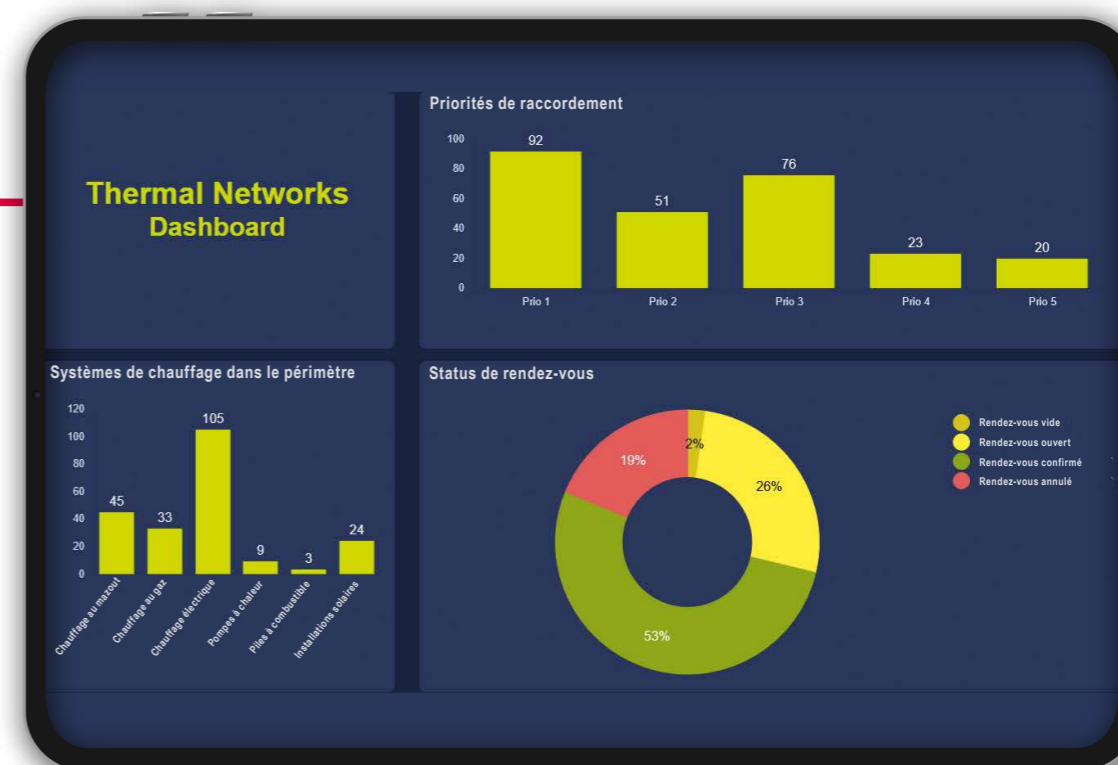 Thermal Networks
Dashboard
Priorités de raccordement
100
80
60
40
20
0
92
51
76
23
20
Prio 1
Prio 2
Prio 3
Prio 4
Prio 5
Systèmes de chauffage dans le périmètre
120
100
80
60
40
20
0
45
33
105
9
3
24
Chauffage au mazout
Chauffage au gaz
Chauffage électrique
Pompes à chaleur
Piles à combustible
Installations solaires
Status de rendez-vous
2%
26%
53%
19%
Rendez-vous vide
Rendez-vous ouvert
Rendez-vous confirmé
Rendez-vous annulé